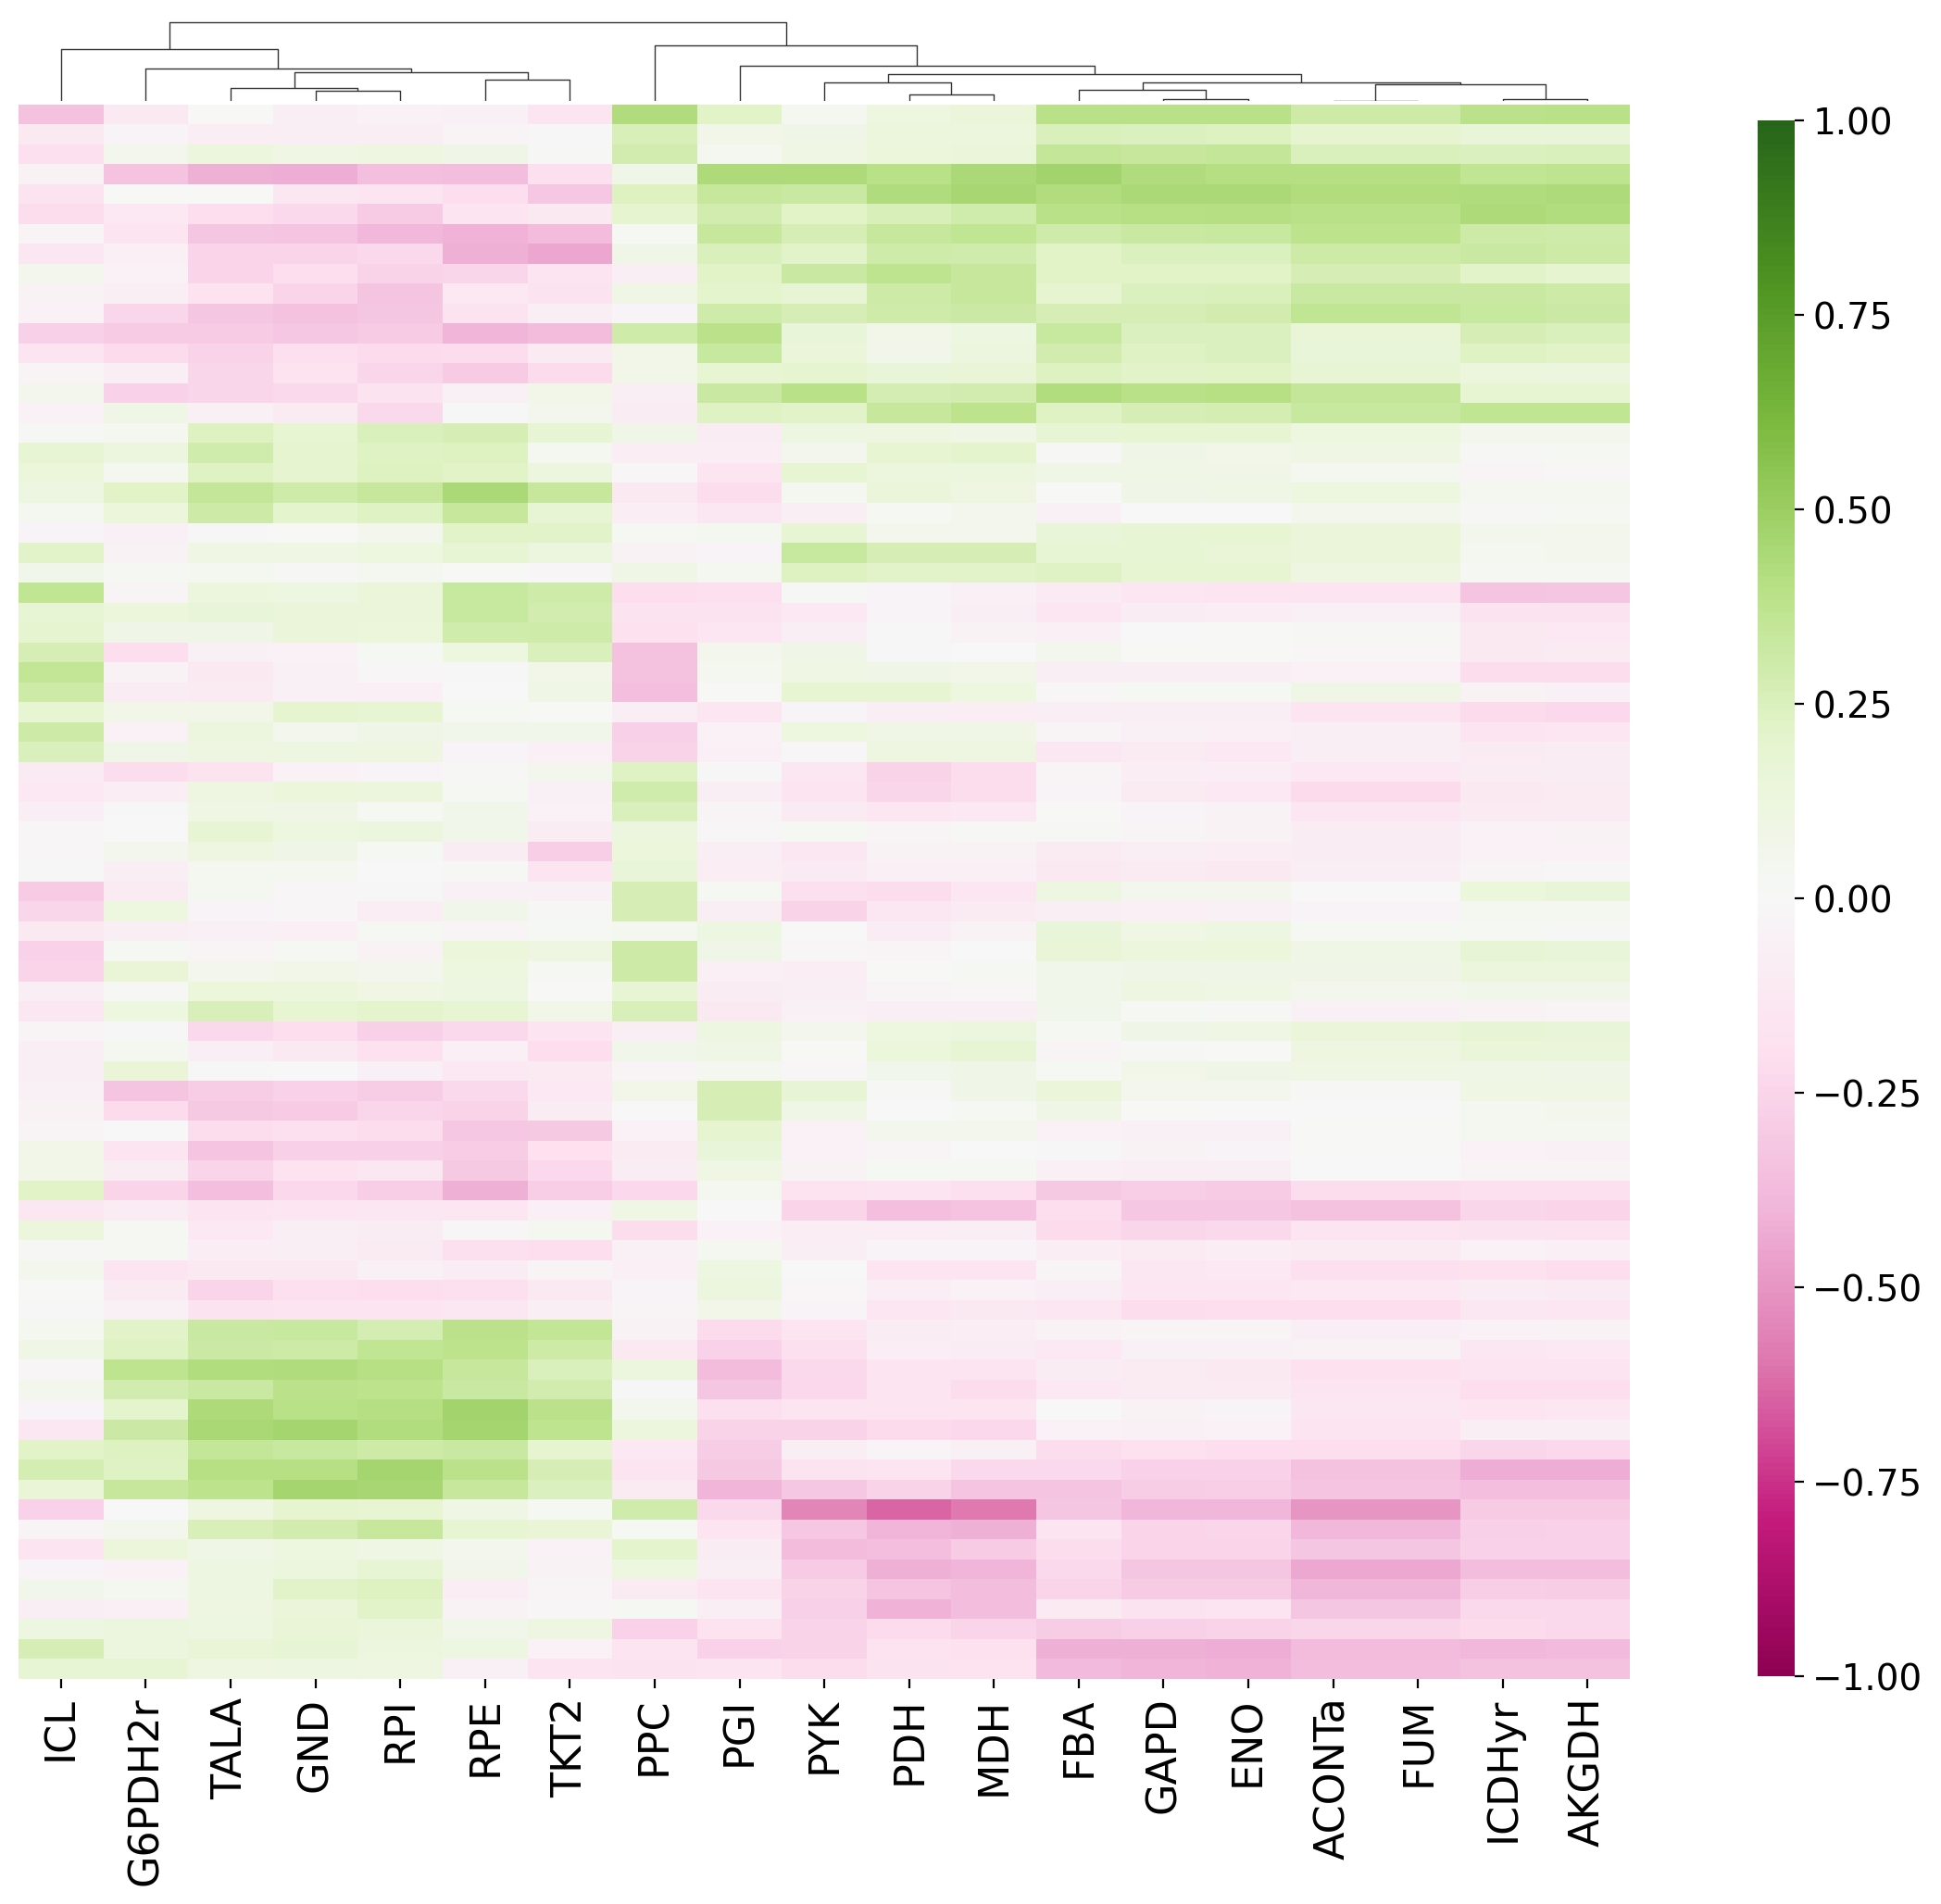 1.00
0.75
0.50
0.25
0.00
−0.25
−0.50
−0.75
−1.00
ICL
G6PDH2r
TALA
GND
RPI
RPE
TKT2
PPC
PGI
PYK
PDH
MDH
FBA
GAPD
ENO
ACONTa
FUM
ICDHyr
AKGDH